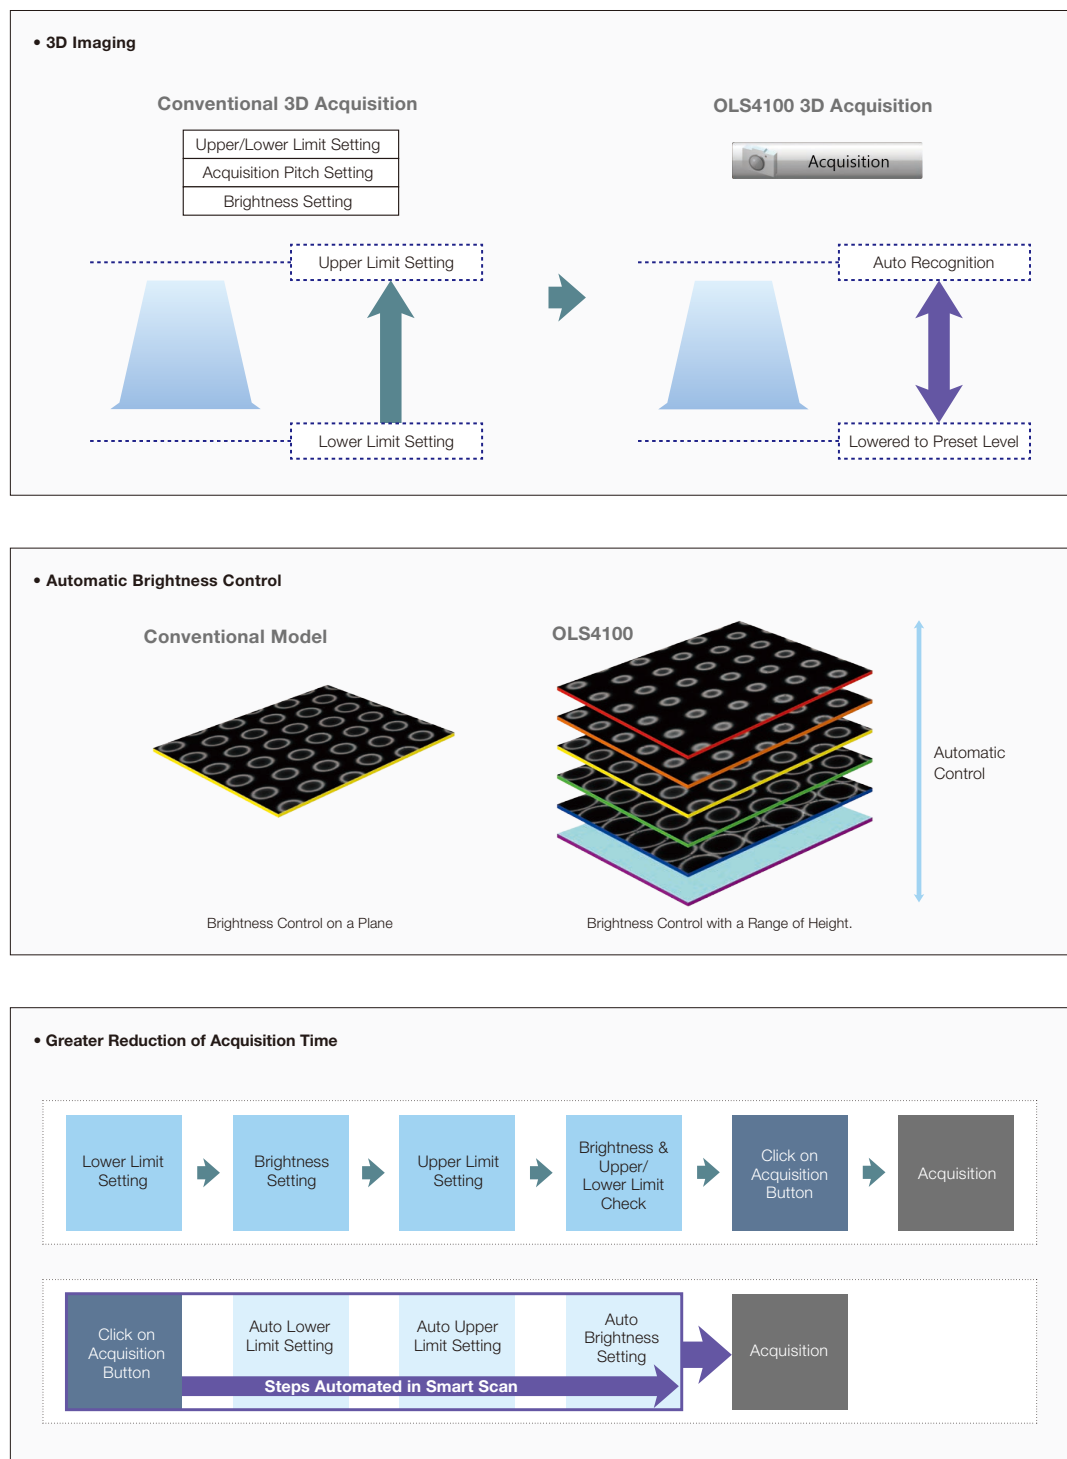 • 3D Imaging
Conventional 3D Acquisition
Upper/Lower Limit Setting
Acquisition Pitch Setting
Brightness Setting
Upper Limit Setting
Lower Limit Setting
OLS4100 3D Acquisition
Acquisition
Auto Recognition
Lowered to Preset Level
• Automatic Brightness Control
Conventional Model
Brightness Control on a Plane
OLS4100
Automatic
Control
Brightness Control with a Range of Height.
• Greater Reduction of Acquisition Time
Lower Limit
Setting
Brightness
Setting
Upper Limit
Setting
Brightness &
Upper/
Lower Limit
Check
Click on
Acquisition
Button
Acquisition
Click on
Acquisition
Button
Auto Lower
Limit Setting
Auto Upper
Limit Setting
Auto
Brightness
Setting
Steps Automated in Smart Scan
Acquisition